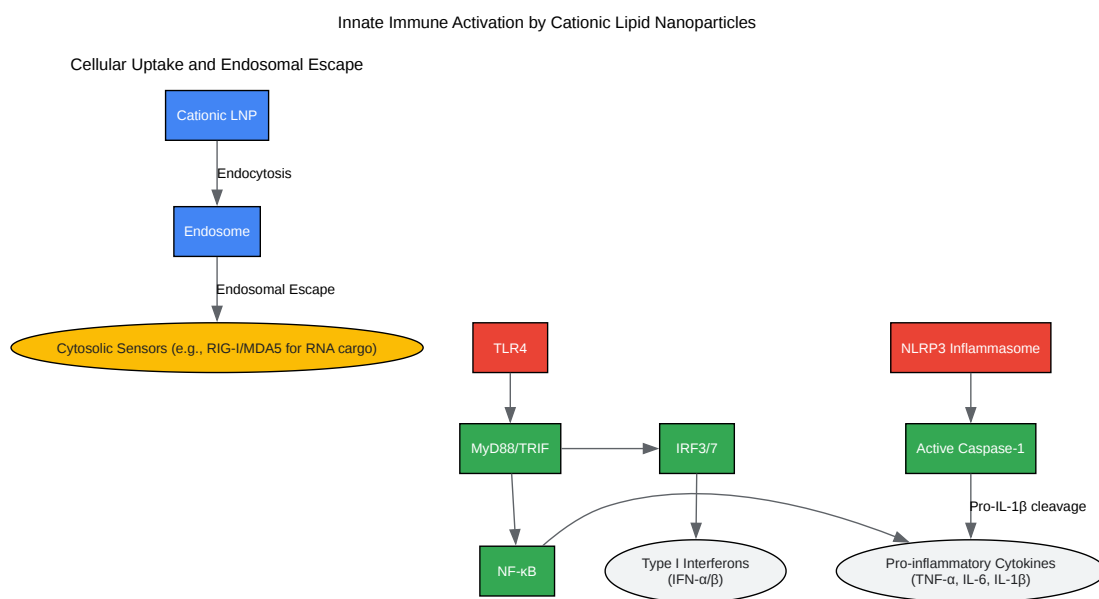 Innate Immune Activation by Cationic Lipid Nanoparticles
Cellular Uptake and Endosomal Escape
Cationic LNP
Endocytosis
Endosome
Endosomal Escape
Cytosolic Sensors (e.g., RIG-I/MDA5 for RNA cargo)
TLR4
NLRP3 Inflammasome
MyD88/TRIF
IRF3/7
Active Caspase-1
Pro-IL-1β cleavage
NF-κB
Type I Interferons
(IFN-α/β)
Pro-inflammatory Cytokines
(TNF-α, IL-6, IL-1β)